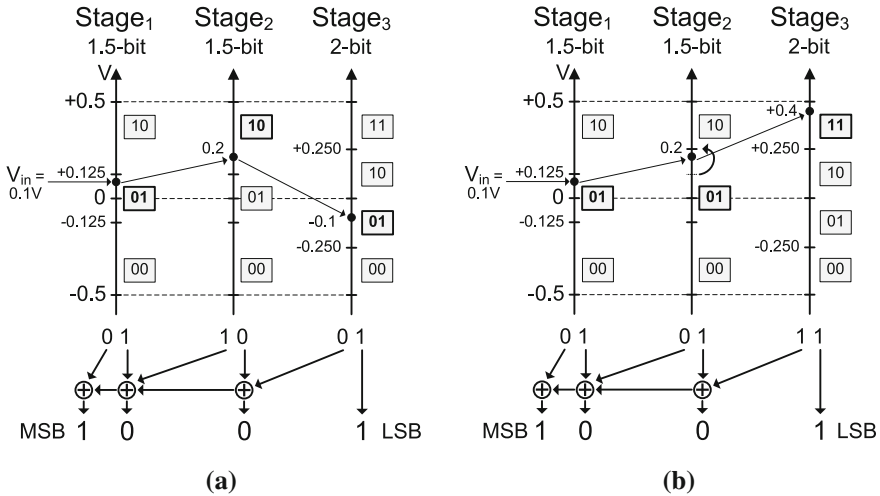 Stage1 Stage2 Stage3
1.5-bit 1.5-bit 2-bit
V
+0.5
10 10 11
0.2 +0.250
Vin = 0.1V
+0.125 10
0 01 01
-0.125 -0.1 01
-0.250
00 00 00
-0.5
0 1 1 0 0 1
+ + +
MSB 1 0 0 1 LSB
(a)
Stage1 Stage2 Stage3
1.5-bit 1.5-bit 2-bit
V
+0.5
+0.4
10 10 11
0.2 +0.250
Vin = 0.1V
+0.125 10
0 01 01
-0.125 01
-0.250
00 00 00
-0.5
0 1 0 1 1 1
+ + +
MSB 1 0 0 1 LSB
(b)